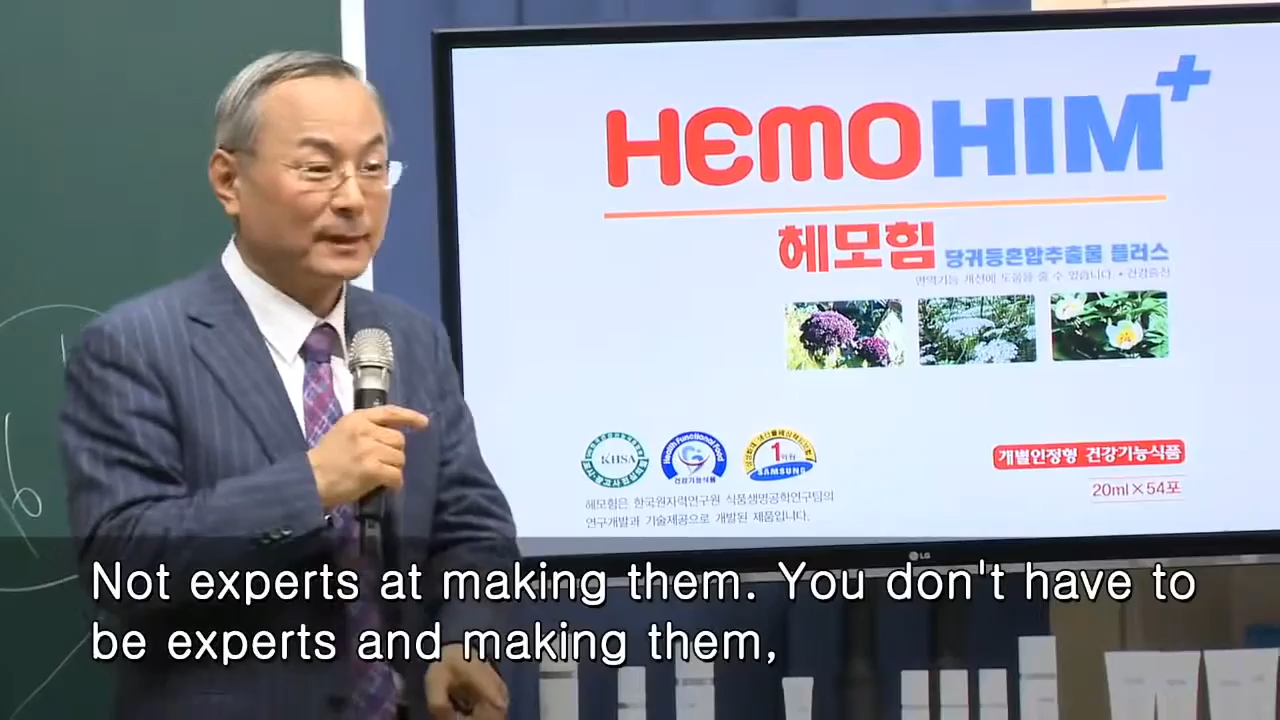 HEMOHIM+
헤모힘 당귀등혼합추출물 플러스
면역기능 개선에 도움을 줄 수 있습니다. • 건강증진
KHSA
Health Functional Food
건강기능식품
1억원
SAMSUNG
개별인정형 건강기능식품
20ml×54포
헤모힘은 한국원자력연구원 식품생명공학연구팀의
연구개발과 기술제공으로 개발된 제품입니다.
LG
6
Not experts at making them. You don't have to
be experts and making them,